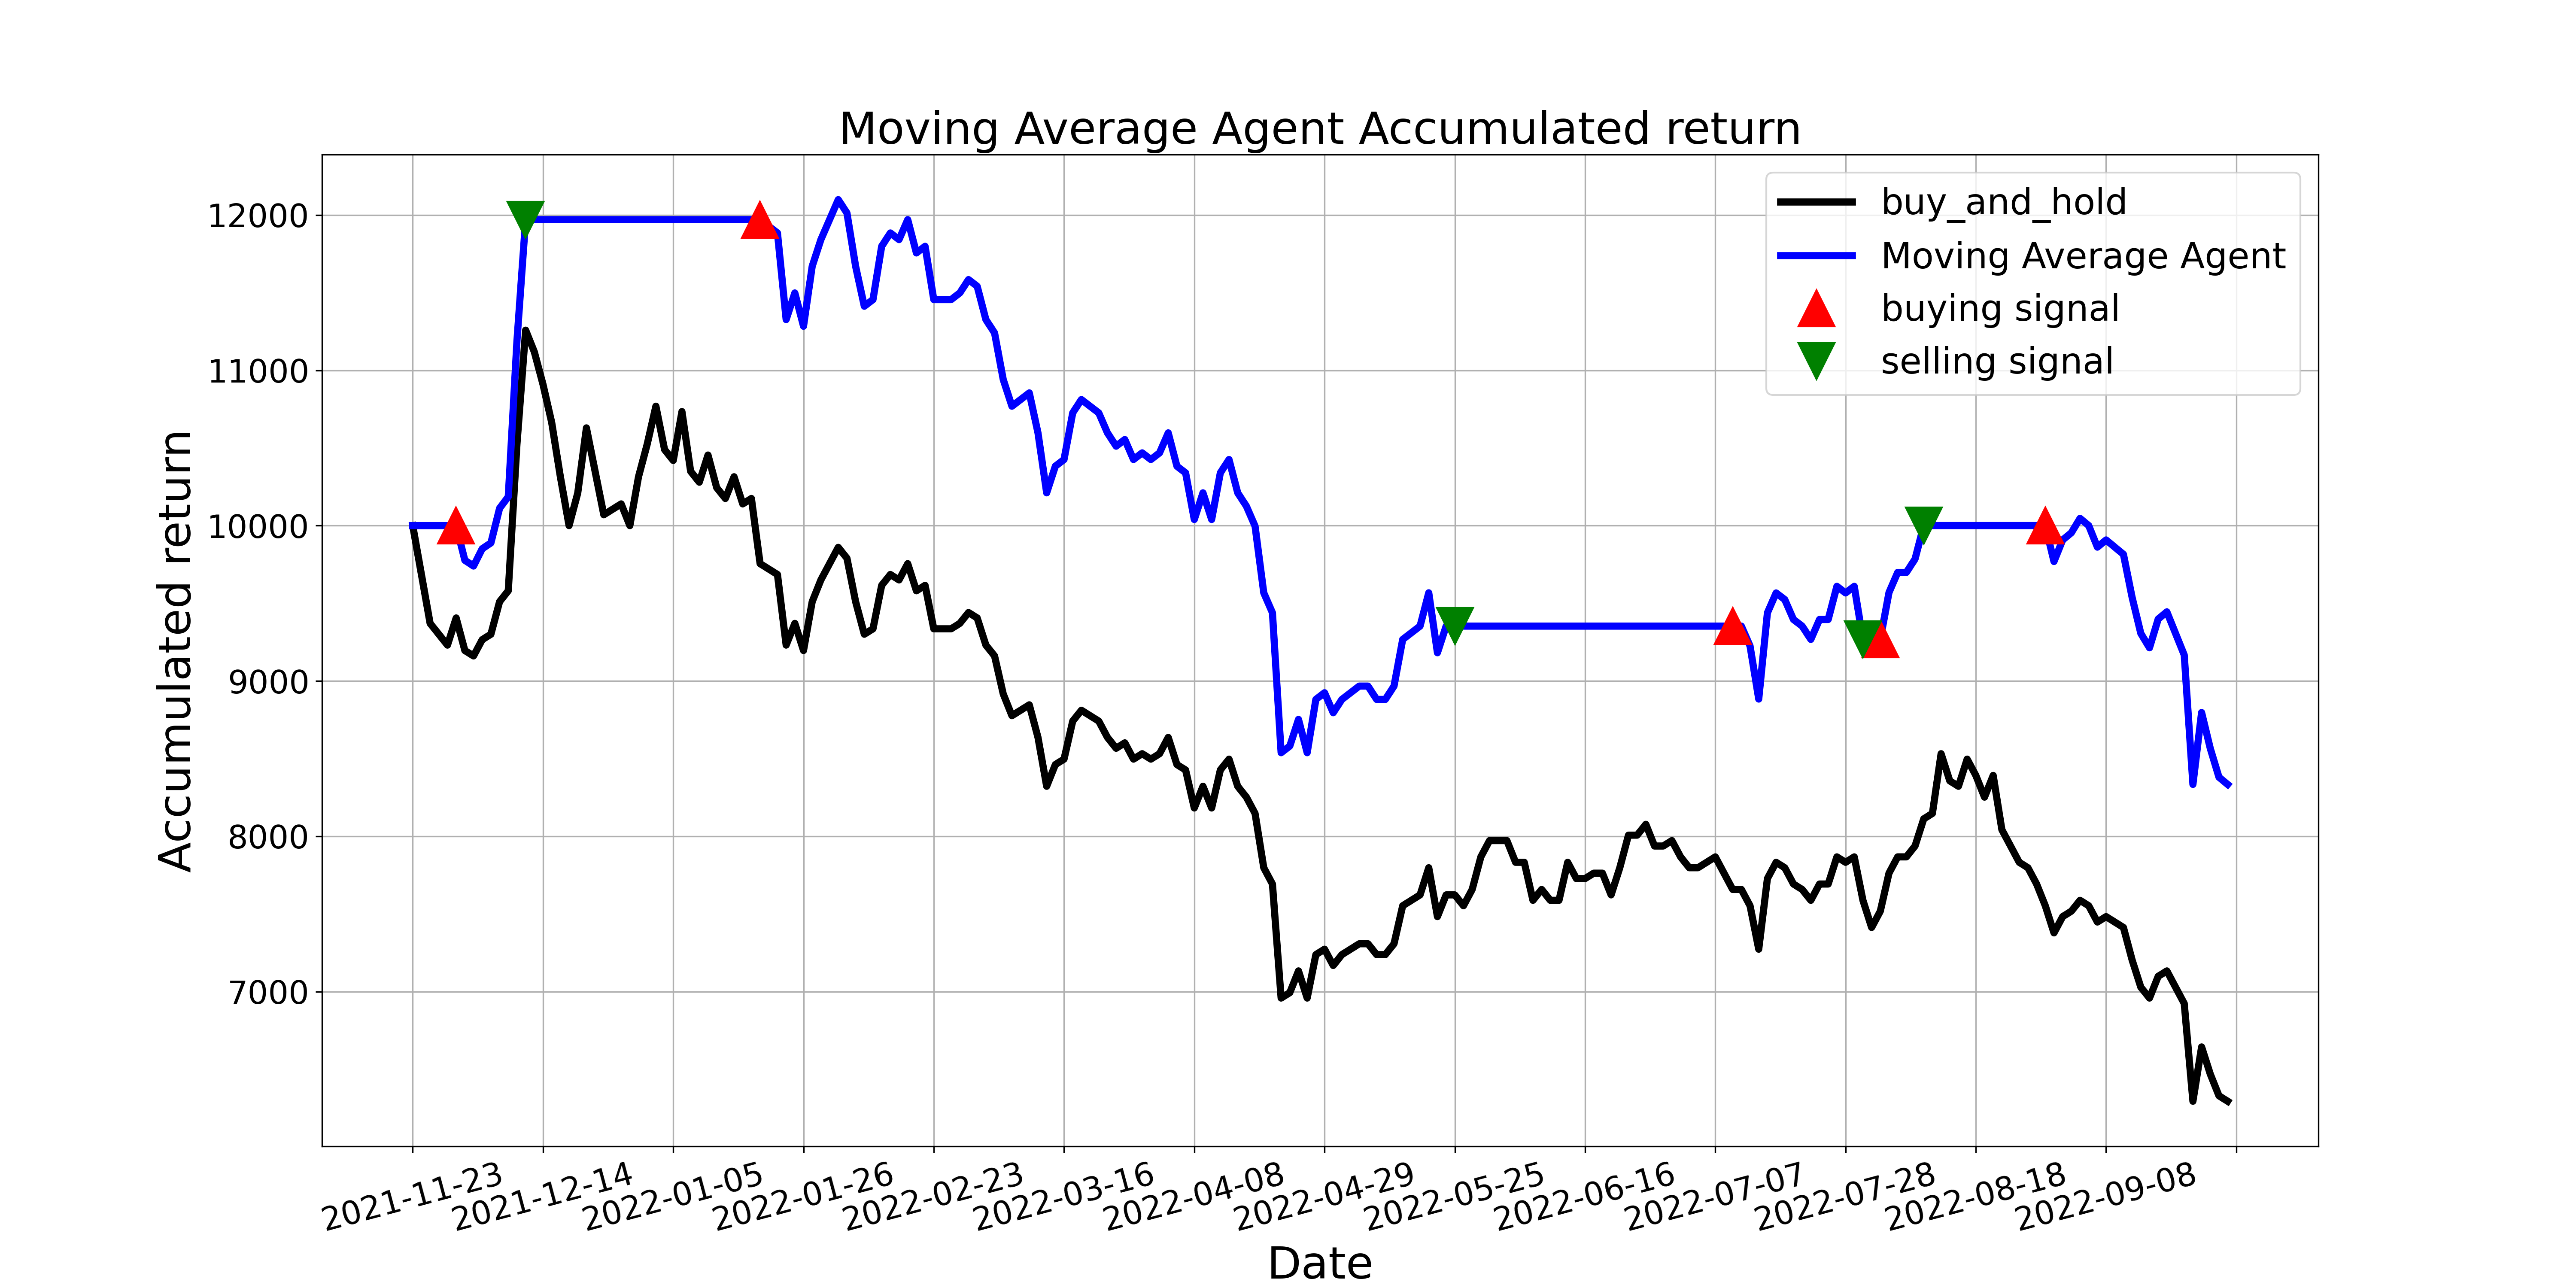 Moving Average Agent Accumulated return
buy_and_hold
Moving Average Agent
buying signal
selling signal
12000
11000
10000
9000
8000
7000
Accumulated return
2021-11-23
2021-12-14
2022-01-05
2022-01-26
2022-02-23
2022-03-16
2022-04-08
2022-04-29
2022-05-25
2022-06-16
2022-07-07
2022-07-28
2022-08-18
2022-09-08
Date